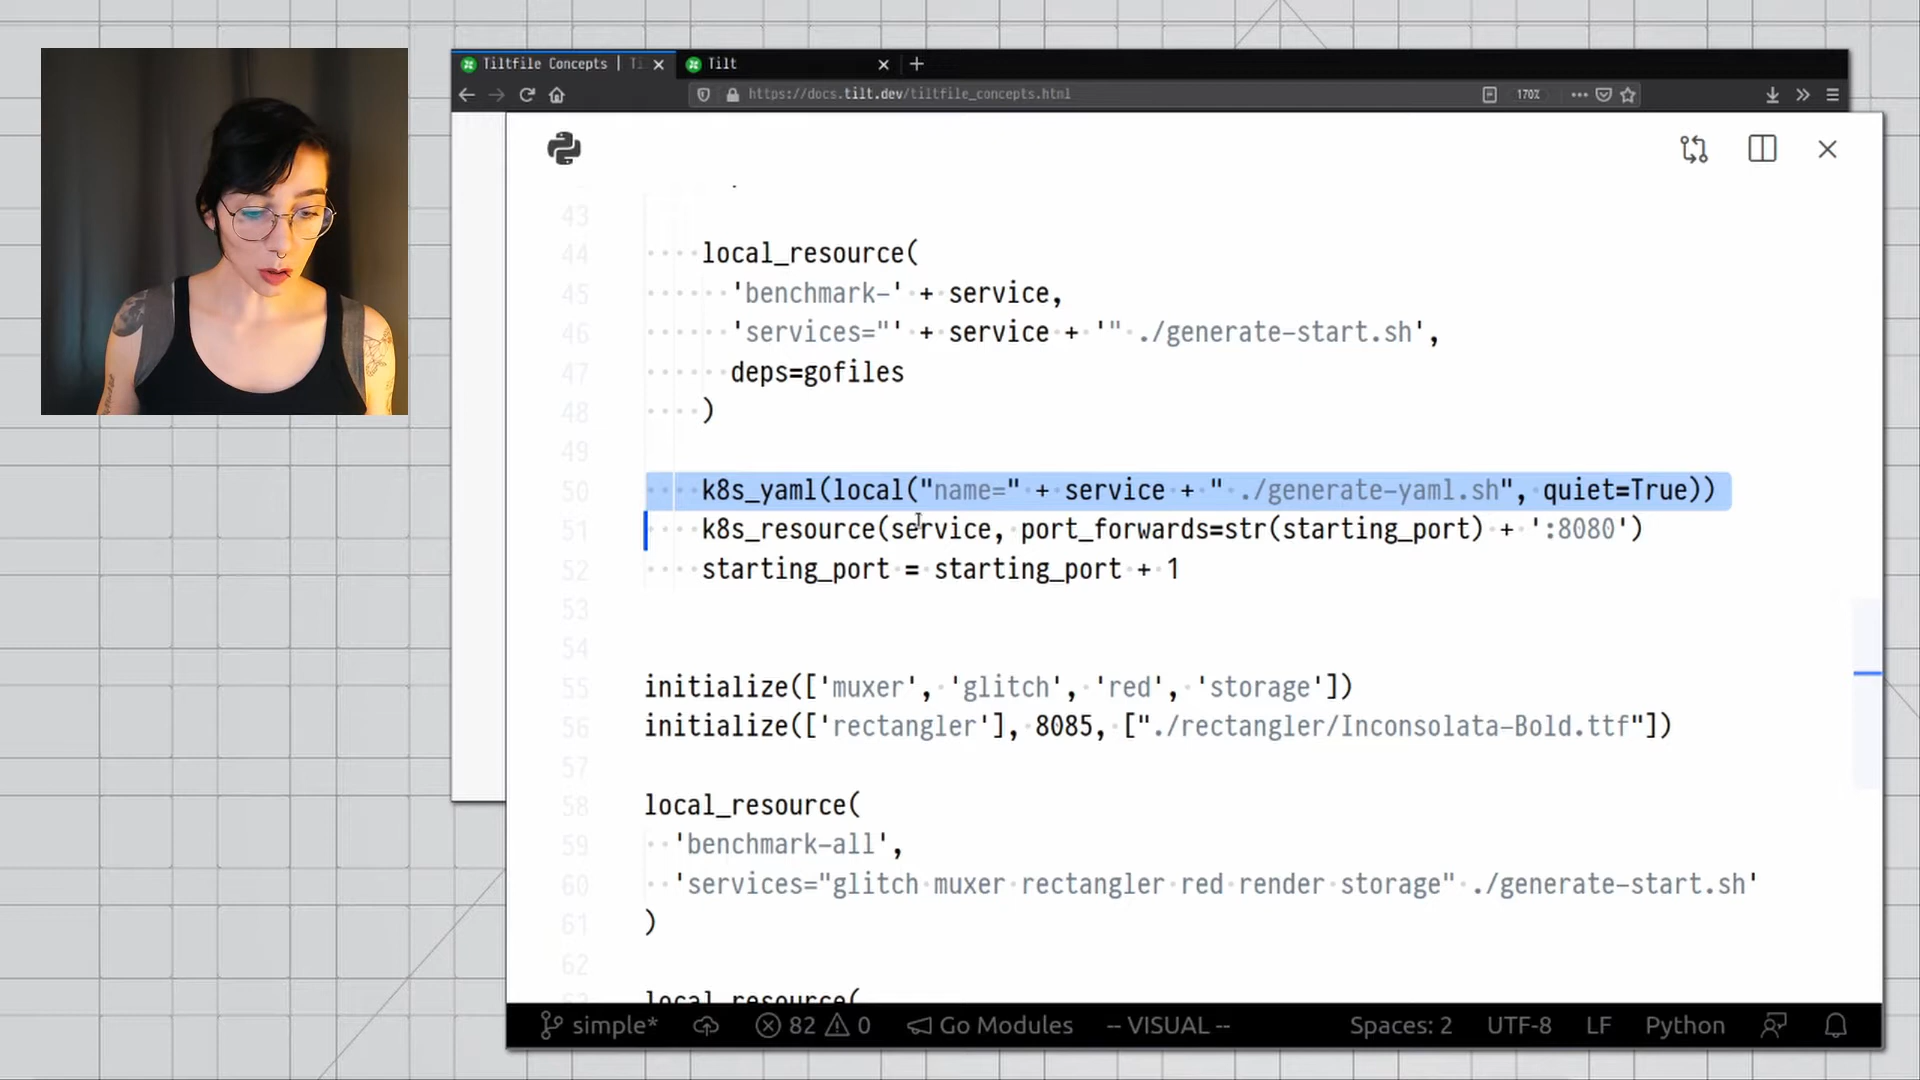 Tiltfile Concepts | Ti
Tilt
https://docs.tilt.dev/tiltfile_concepts.html
170%
43
44 local_resource(
45 'benchmark-' + service,
46 'services="' + service + '" ./generate-start.sh',
47 deps=gofiles
48 )
49
50 k8s_yaml(local("name=" + service + " ./generate-yaml.sh", quiet=True))
51 k8s_resource(service, port_forwards=str(starting_port) + ':8080')
52 starting_port = starting_port + 1
53
54
55 initialize(['muxer', 'glitch', 'red', 'storage'])
56 initialize(['rectangler'], 8085, ["./rectangler/Inconsolata-Bold.ttf"])
57
58 local_resource(
59 'benchmark-all',
60 'services="glitch muxer rectangler red render storage" ./generate-start.sh'
61 )
62
local_resource(
simple* 82 0 Go Modules -- VISUAL -- Spaces: 2 UTF-8 LF Python